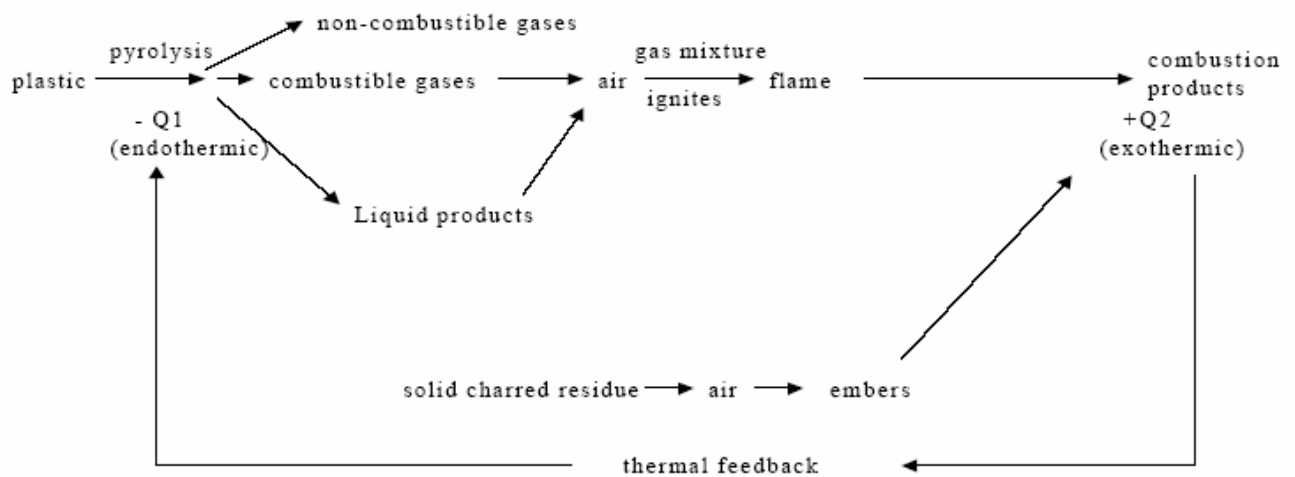 non-combustible gases
pyrolysis
gas mixture
plastic
combustible gases
air
flame
combustion
products
ignites
- Q1
(endothermic)
+Q2
(exothermic)
Liquid products
solid charred residue
air
embers
thermal feedback